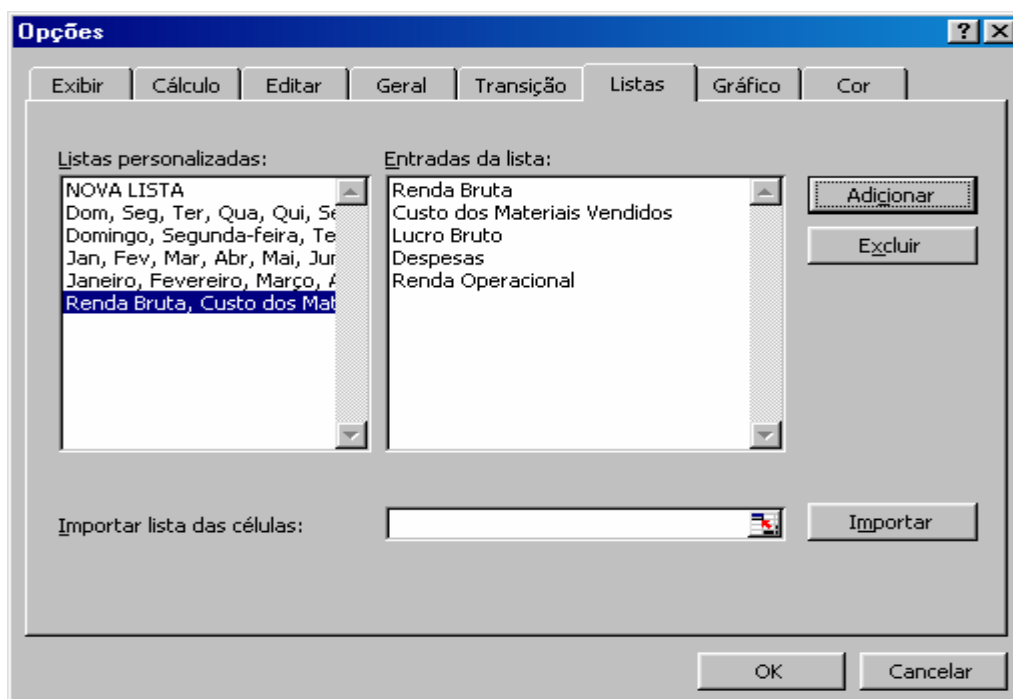 Opções
Exibir Cálculo Editar Geral Transição Listas Gráfico Cor
Listas personalizadas:
NOVA LISTA
Dom, Seg, Ter, Qua, Qui, Se
Domingo, Segunda-feira, Te
Jan, Fev, Mar, Abr, Mai, Jun
Janeiro, Fevereiro, Março, A
Renda Bruta, Custo dos Mat
Entradas da lista:
Renda Bruta
Custo dos Materiais Vendidos
Lucro Bruto
Despesas
Renda Operacional
Adicionar
Excluir
Importar lista das células:
Importar
OK Cancelar